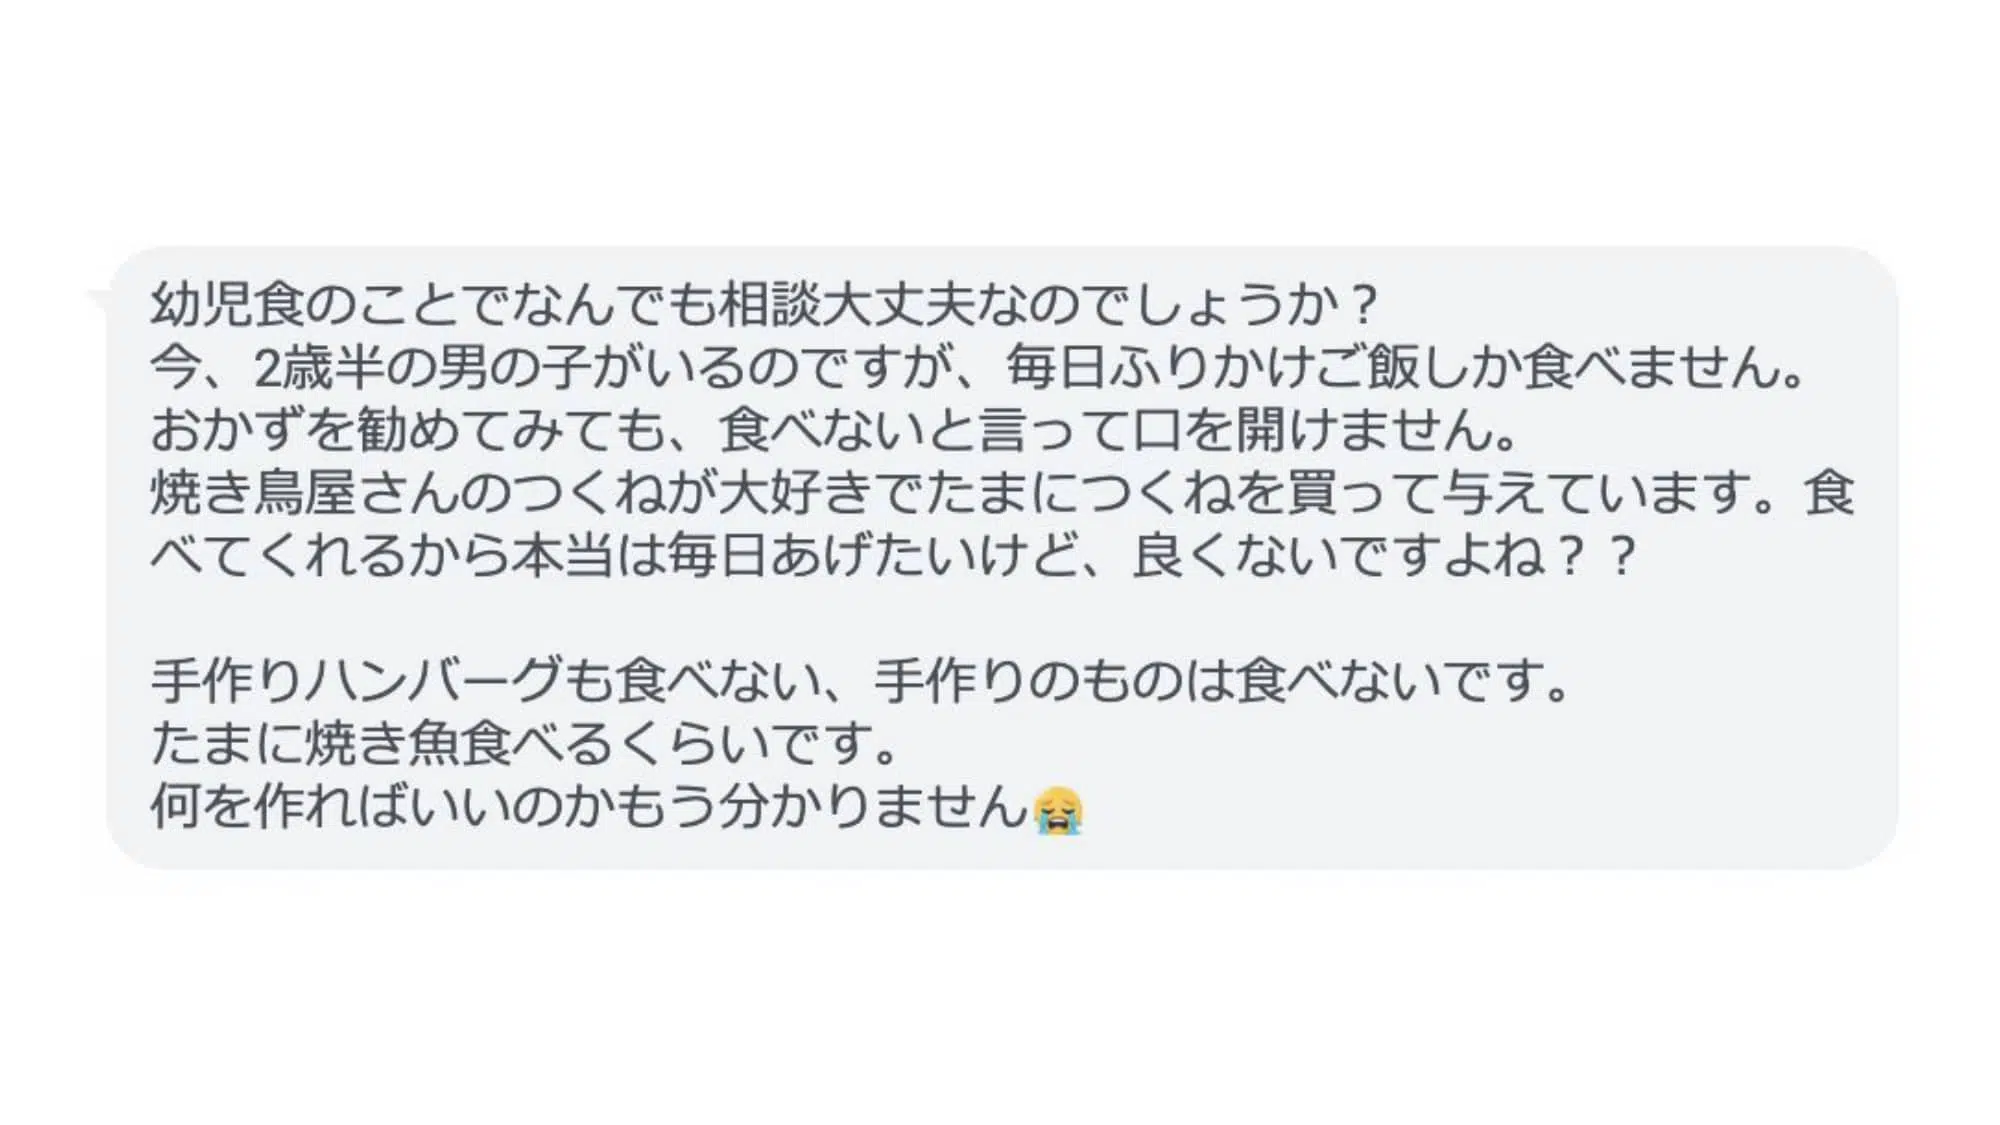 幼児食のことでなんでも相談大丈夫なのでしょうか？
今、2歳半の男の子がいるのですが、毎日ふりかけご飯しか食べません。
おかずを勧めてみても、食べないと言って口を開けません。
焼き鳥屋さんのつくねが大好きでたまにつくねを買って与えています。食
べてくれるから本当は毎日あげたいけど、良くないですよね？？
手作りハンバーグも食べない、手作りのものは食べないです。
たまに焼き魚食べるくらいです。
何を作ればいいのかもう分かりません😭